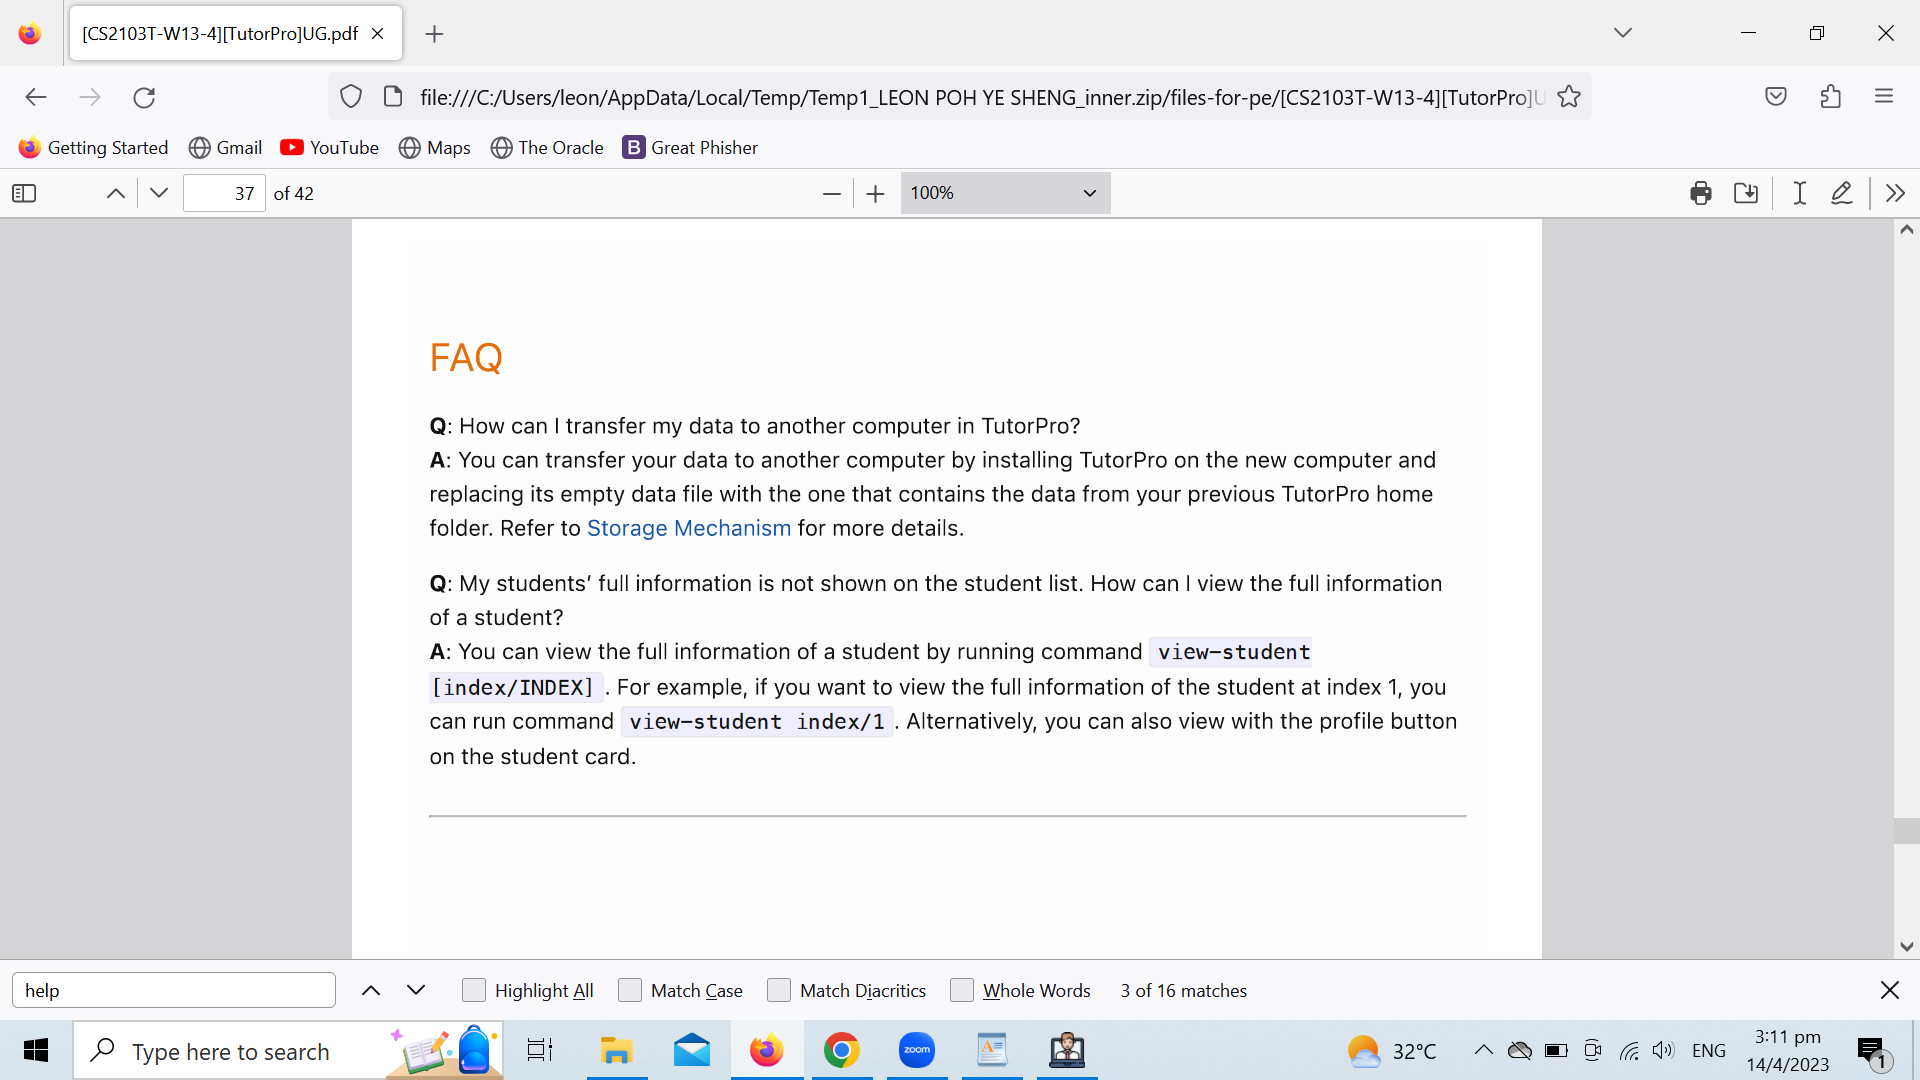 [CS2103T-W13-4][TutorPro]UG.pdf
file:///C:/Users/leon/AppData/Local/Temp/Temp1_LEON POH YE SHENG_inner.zip/files-for-pe/[CS2103T-W13-4][TutorPro]U
Getting Started Gmail YouTube Maps The Oracle B Great Phisher
37 of 42 100%
FAQ
Q: How can I transfer my data to another computer in TutorPro?
A: You can transfer your data to another computer by installing TutorPro on the new computer and
replacing its empty data file with the one that contains the data from your previous TutorPro home
folder. Refer to Storage Mechanism for more details.
Q: My students’ full information is not shown on the student list. How can I view the full information
of a student?
A: You can view the full information of a student by running command view-student
[index/INDEX] . For example, if you want to view the full information of the student at index 1, you
can run command view-student index/1 . Alternatively, you can also view with the profile button
on the student card.
help Highlight All Match Case Match Diacritics Whole Words 3 of 16 matches
Type here to search zoom A 32°C ENG 3:11 pm
14/4/2023 1